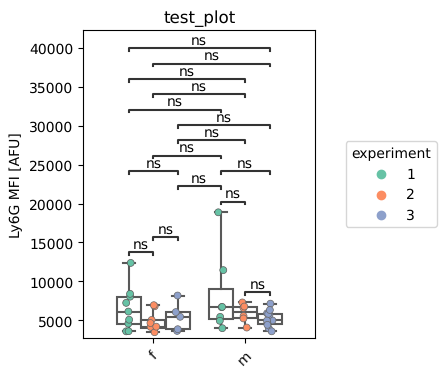 test_plot
ns
40000
ns
ns
35000
ns
ns
ns
30000
ns
ns
ns
ns
25000
ns
20000
ns
ns
15000
ns
ns
10000
5000
Ly6G MFI [AFU]
f
m
experiment
1
2
3